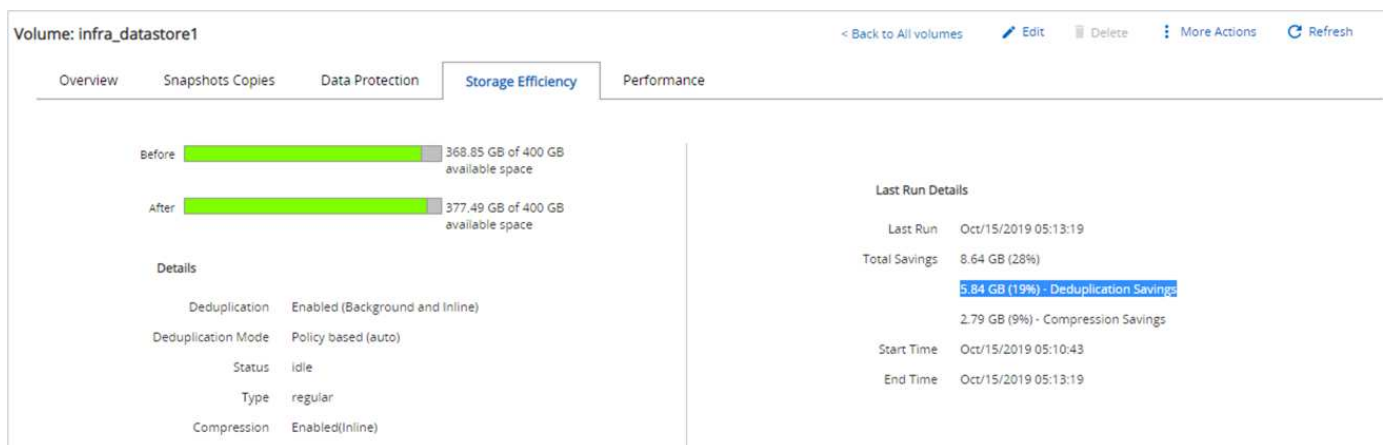 Volume: infra_datastore1
< Back to All volumes
Edit
Delete
More Actions
Refresh
Overview
Snapshots Copies
Data Protection
Storage Efficiency
Performance
Before
368.85 GB of 400 GB
available space
After
377.49 GB of 400 GB
available space
Details
Deduplication Enabled (Background and Inline)
Deduplication Mode Policy based (auto)
Status idle
Type regular
Compression Enabled(Inline)
Last Run Details
Last Run Oct/15/2019 05:13:19
Total Savings 8.64 GB (28%)
5.84 GB (19%) - Deduplication Savings
2.79 GB (9%) - Compression Savings
Start Time Oct/15/2019 05:10:43
End Time Oct/15/2019 05:13:19